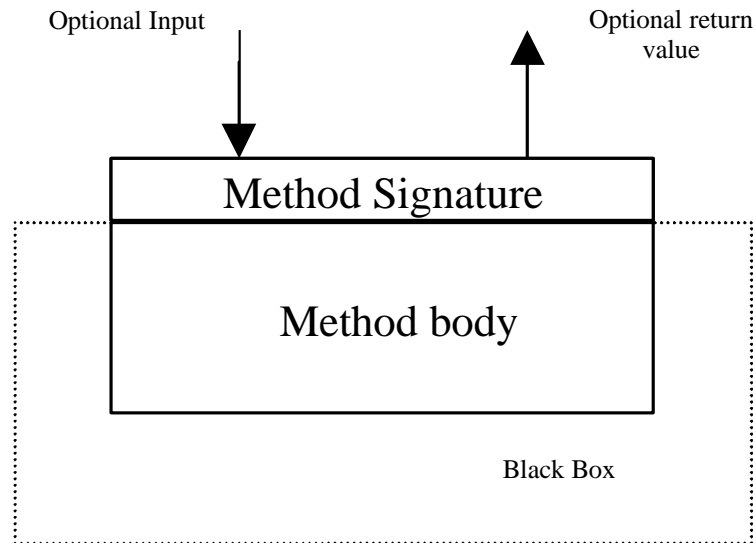 Optional Input
Optional return
value
Method Signature
Method body
Black Box